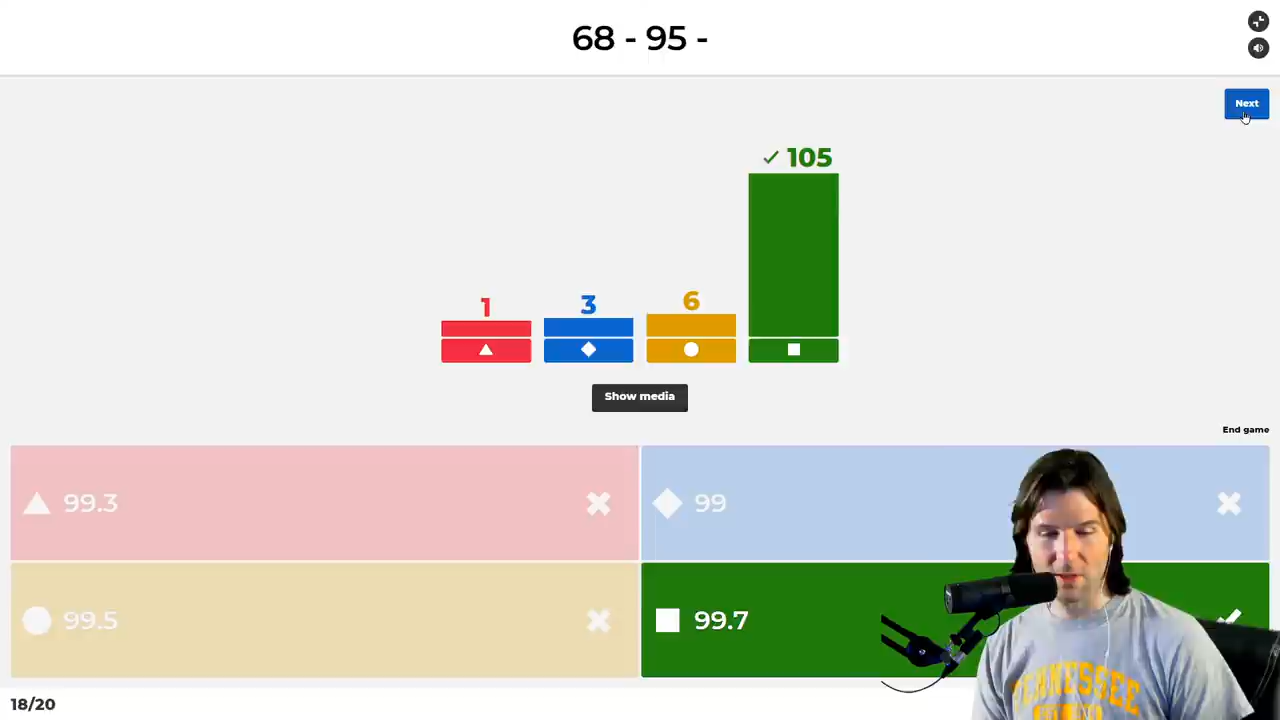 68 - 95 -
Next
1
3
6
105
Show media
End game
99.3
99
99.5
99.7
18/20
TENNESSEE